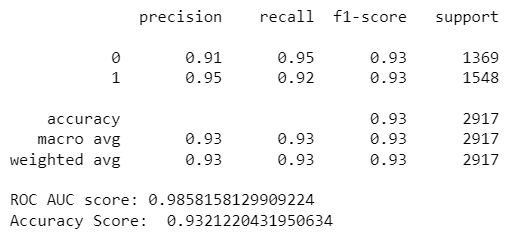 precision recall f1-score support
0 0.91 0.95 0.93 1369
1 0.95 0.92 0.93 1548
accuracy 0.93 2917
macro avg 0.93 0.93 0.93 2917
weighted avg 0.93 0.93 0.93 2917
ROC AUC score: 0.9858158129909224
Accuracy Score: 0.9321220431950634